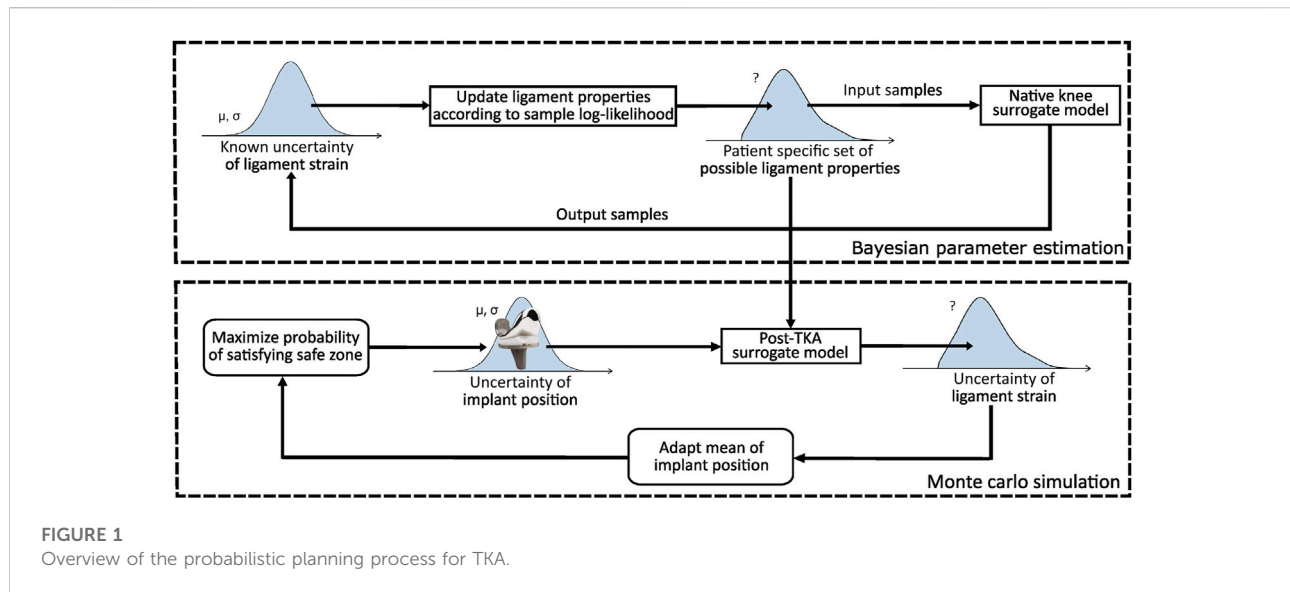 μ, σ
Known uncertainty
of ligament strain
Update ligament properties
according to sample log-likelihood
?
Patient specific set of
possible ligament properties
Input samples
Native knee
surrogate model
Output samples
Bayesian parameter estimation
Maximize probability
of satisfying safe zone
μ, σ
Uncertainty of
implant position
Post-TKA
surrogate model
?
Uncertainty of
ligament strain
Adapt mean of
implant position
Monte carlo simulation
FIGURE 1
Overview of the probabilistic planning process for TKA.